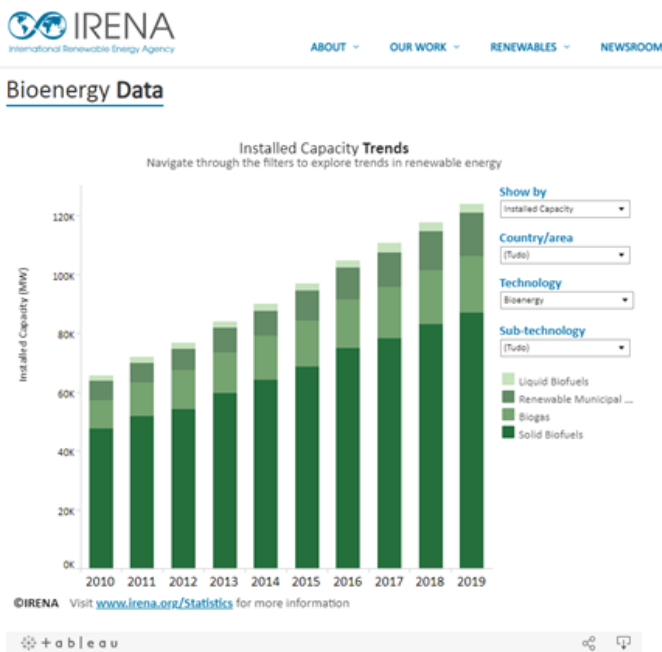 IRENA
International Renewable Energy Agency
ABOUT OUR WORK RENEWABLES NEWSROOM
Bioenergy Data
Installed Capacity Trends
Navigate through the filters to explore trends in renewable energy
Show by
Installed Capacity
Country/area
(Tudo)
Technology
Bioenergy
Sub-technology
(Tudo)
Liquid Biofuels
Renewable Municipal ...
Biogas
Solid Biofuels
Installed Capacity (MW)
120K
100K
80K
60K
40K
20K
0K
2010 2011 2012 2013 2014 2015 2016 2017 2018 2019
©IRENA Visit www.irena.org/Statistics for more information
+ a b l e a u